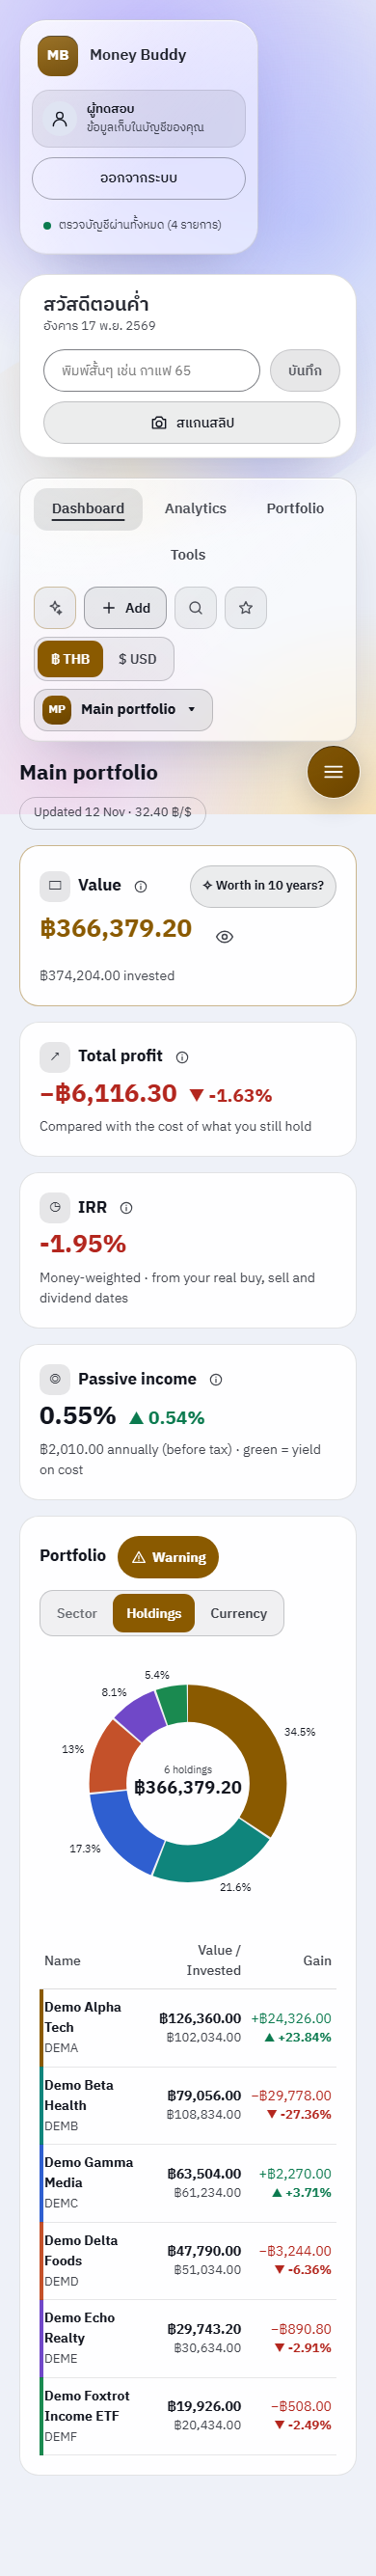 MB Money Buddy
ผู้ทดสอบ
ข้อมูลเก็บในบัญชีของคุณ
ออกจากระบบ
ตรวจบัญชีผ่านทั้งหมด (4 รายการ)
สวัสดีตอนค่ำ
อังคาร 17 พ.ย. 2569
พิมพ์สั้นๆ เช่น กาแฟ 65 บันทึก
สแกนสลิป
Dashboard Analytics Portfolio
Tools
Add
฿ THB $ USD
MP Main portfolio
Main portfolio
Updated 12 Nov · 32.40 ฿/$
Value Worth in 10 years?
฿366,379.20
฿374,204.00 invested
Total profit
−฿6,116.30 ▼ -1.63%
Compared with the cost of what you still hold
IRR
-1.95%
Money-weighted · from your real buy, sell and
dividend dates
Passive income
0.55% ▲ 0.54%
฿2,010.00 annually (before tax) · green = yield
on cost
Portfolio Warning
Sector Holdings Currency
5.4%
8.1%
34.5%
13%
6 holdings
฿366,379.20
17.3%
21.6%
Value /
Name Invested Gain
Demo Alpha
Tech
DEMA
฿126,360.00 +฿24,326.00
฿102,034.00 ▲ +23.84%
Demo Beta
Health
DEMB
฿79,056.00 −฿29,778.00
฿108,834.00 ▼ -27.36%
Demo Gamma
Media
DEMC
฿63,504.00 +฿2,270.00
฿61,234.00 ▲ +3.71%
Demo Delta
Foods
DEMD
฿47,790.00 −฿3,244.00
฿51,034.00 ▼ -6.36%
Demo Echo
Realty
DEME
฿29,743.20 −฿890.80
฿30,634.00 ▼ -2.91%
Demo Foxtrot
Income ETF
DEMF
฿19,926.00 −฿508.00
฿20,434.00 ▼ -2.49%